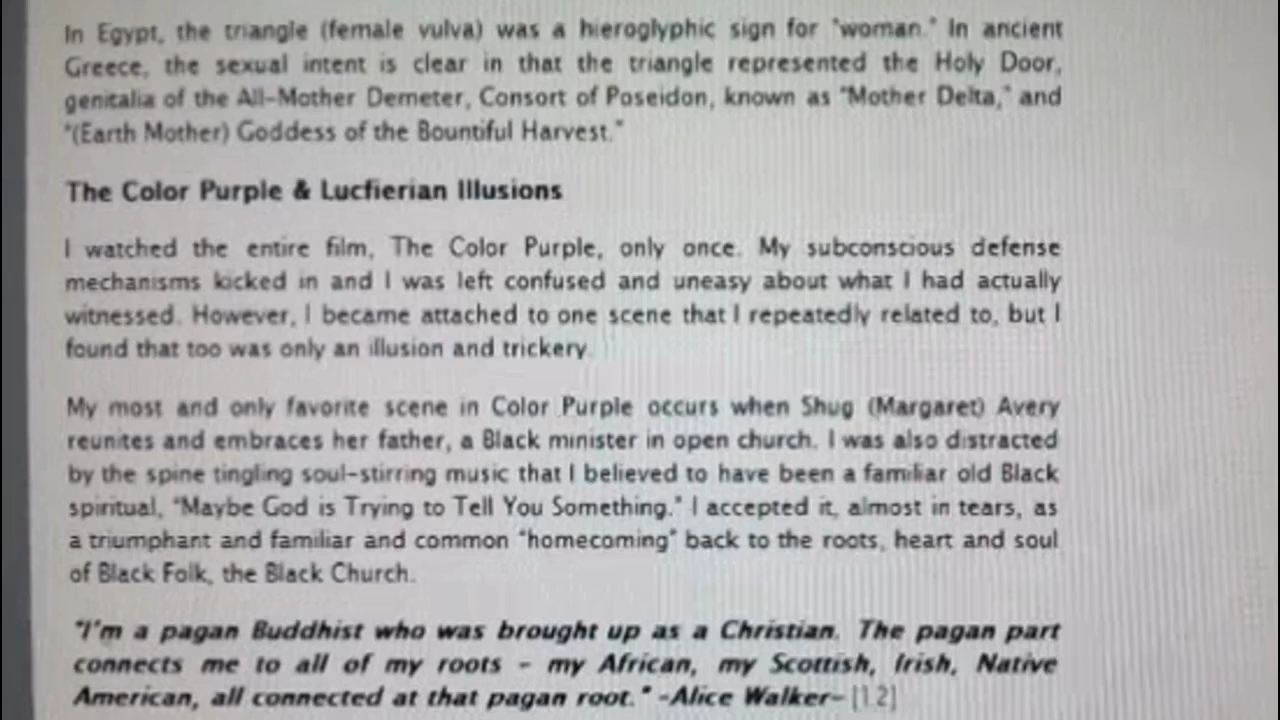 In Egypt, the triangle (female vulva) was a hieroglyphic sign for "woman." In ancient
Greece, the sexual intent is clear in that the triangle represented the Holy Door,
genitalia of the All-Mother Demeter, Consort of Poseidon, known as "Mother Delta," and
"(Earth Mother) Goddess of the Bountiful Harvest."
The Color Purple & Lucfierian Illusions
I watched the entire film, The Color Purple, only once. My subconscious defense
mechanisms kicked in and I was left confused and uneasy about what I had actually
witnessed. However, I became attached to one scene that I repeatedly related to, but I
found that too was only an illusion and trickery.
My most and only favorite scene in Color Purple occurs when Shug (Margaret) Avery
reunites and embraces her father, a Black minister in open church. I was also distracted
by the spine tingling soul-stirring music that I believed to have been a familiar old Black
spiritual, "Maybe God is Trying to Tell You Something." I accepted it, almost in tears, as
a triumphant and familiar and common "homecoming" back to the roots, heart and soul
of Black Folk, the Black Church.
"I'm a pagan Buddhist who was brought up as a Christian. The pagan part
connects me to all of my roots - my African, my Scottish, Irish, Native
American, all connected at that pagan root." -Alice Walker- [12]